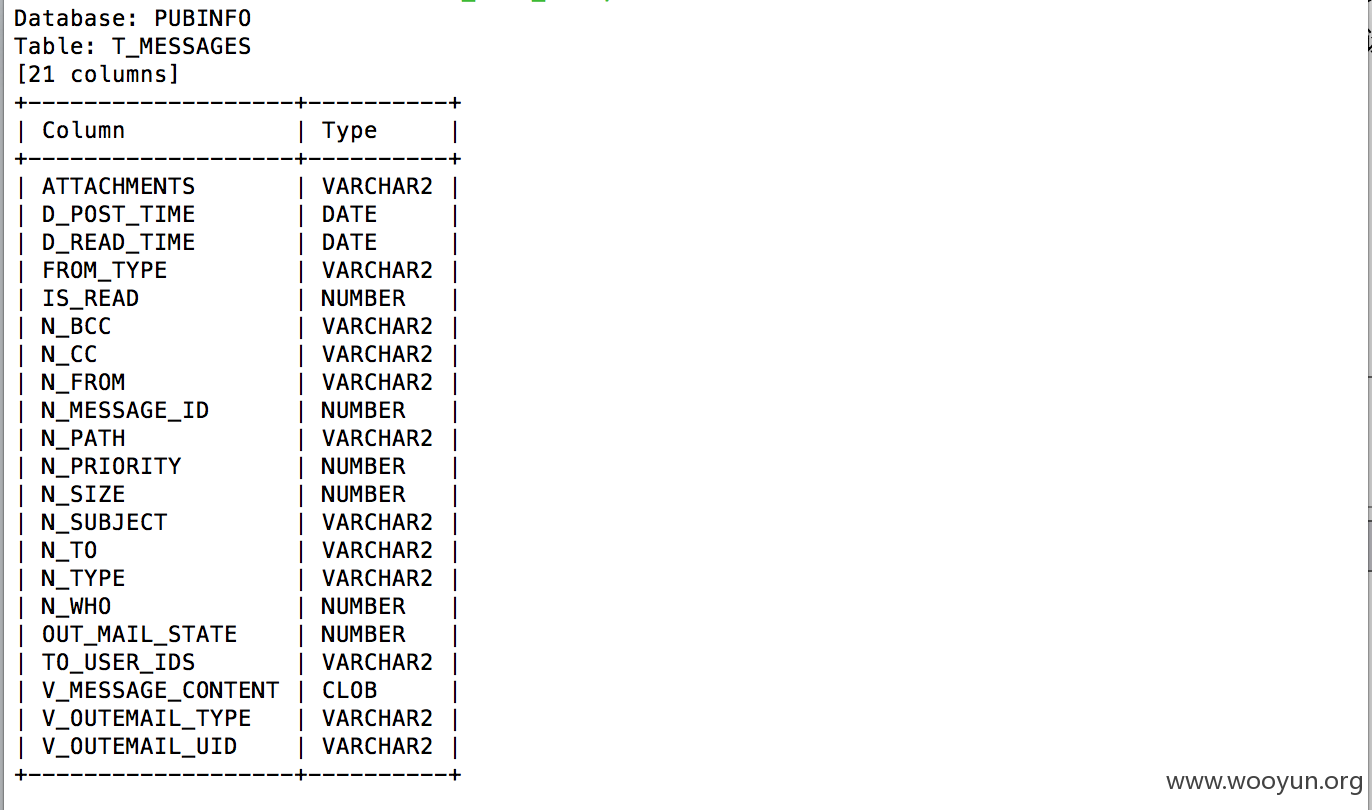 Database: PUBINFO
Table: T_MESSAGES
[21 columns]
+-------------------+----------+
| Column | Type |
+-------------------+----------+
| ATTACHMENTS | VARCHAR2 |
| D_POST_TIME | DATE |
| D_READ_TIME | DATE |
| FROM_TYPE | VARCHAR2 |
| IS_READ | NUMBER |
| N_BCC | VARCHAR2 |
| N_CC | VARCHAR2 |
| N_FROM | VARCHAR2 |
| N_MESSAGE_ID | NUMBER |
| N_PATH | VARCHAR2 |
| N_PRIORITY | NUMBER |
| N_SIZE | NUMBER |
| N_SUBJECT | VARCHAR2 |
| N_TO | VARCHAR2 |
| N_TYPE | VARCHAR2 |
| N_WHO | NUMBER |
| OUT_MAIL_STATE | NUMBER |
| TO_USER_IDS | VARCHAR2 |
| V_MESSAGE_CONTENT | CLOB |
| V_OUTEMAIL_TYPE | VARCHAR2 |
| V_OUTEMAIL_UID | VARCHAR2 |
+-------------------+----------+
www.wooyun.org